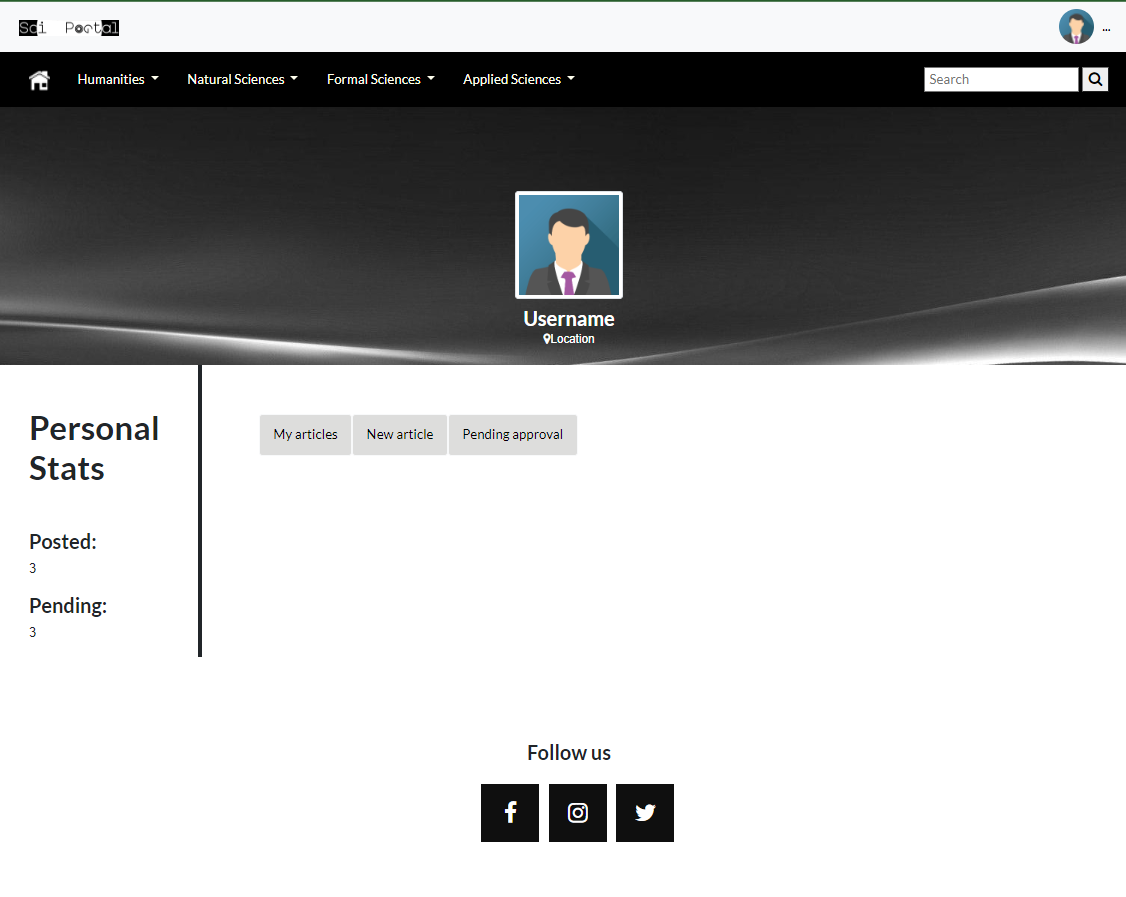 Sci Portal
...
Humanities
Natural Sciences
Formal Sciences
Applied Sciences
Search
Username
Location
Personal
Stats
My articles
New article
Pending approval
Posted:
3
Pending:
3
Follow us